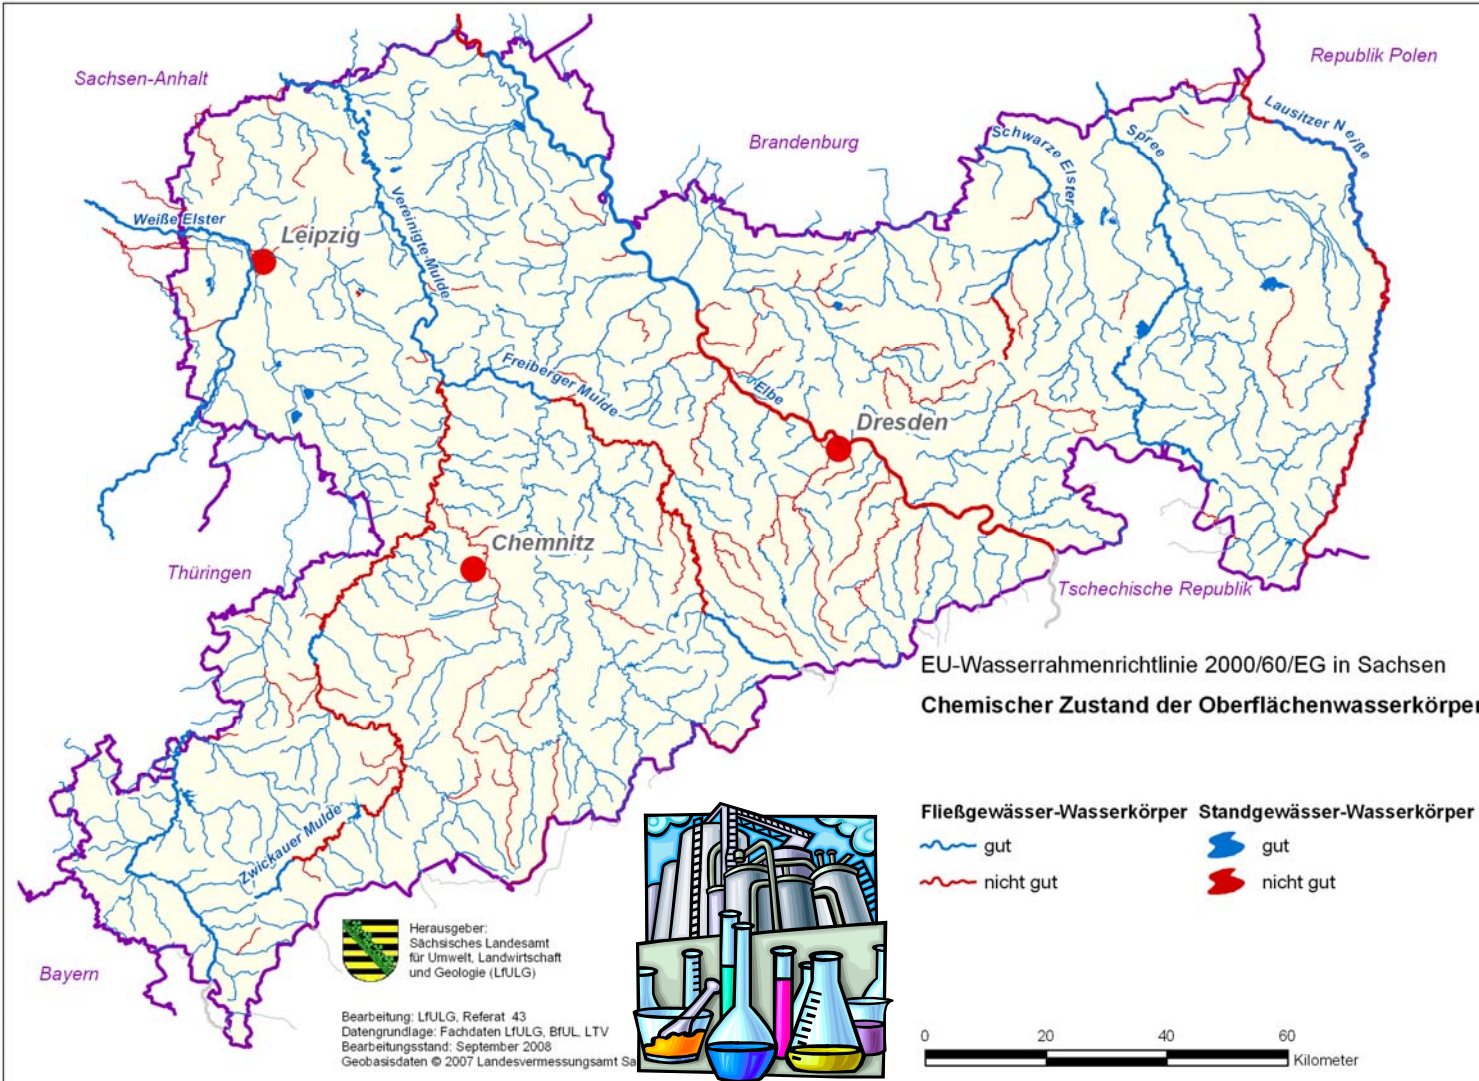 Sachsen-Anhalt
Republik Polen
Brandenburg
Lausitzer Neiße
Schwarze Elster
Spree
Weiße Elster
Vereinigte Mulde
Leipzig
Freiberger Mulde
Elbe
Dresden
Chemnitz
Thüringen
Tschechische Republik
Zwickauer Mulde
Bayern
EU-Wasserrahmenrichtlinie 2000/60/EG in Sachsen
Chemischer Zustand der Oberflächenwasserkörper
Fließgewässer-Wasserkörper Standgewässer-Wasserkörper
gut gut
nicht gut nicht gut
Herausgeber:
Sächsisches Landesamt
für Umwelt, Landwirtschaft
und Geologie (LfULG)
Bearbeitung: LfULG, Referat 43
Datengrundlage: Fachdaten LfULG, BfUL, LTV
Bearbeitungsstand: September 2008
Geobasisdaten © 2007 Landesvermessungsamt Sa
0 20 40 60
Kilometer